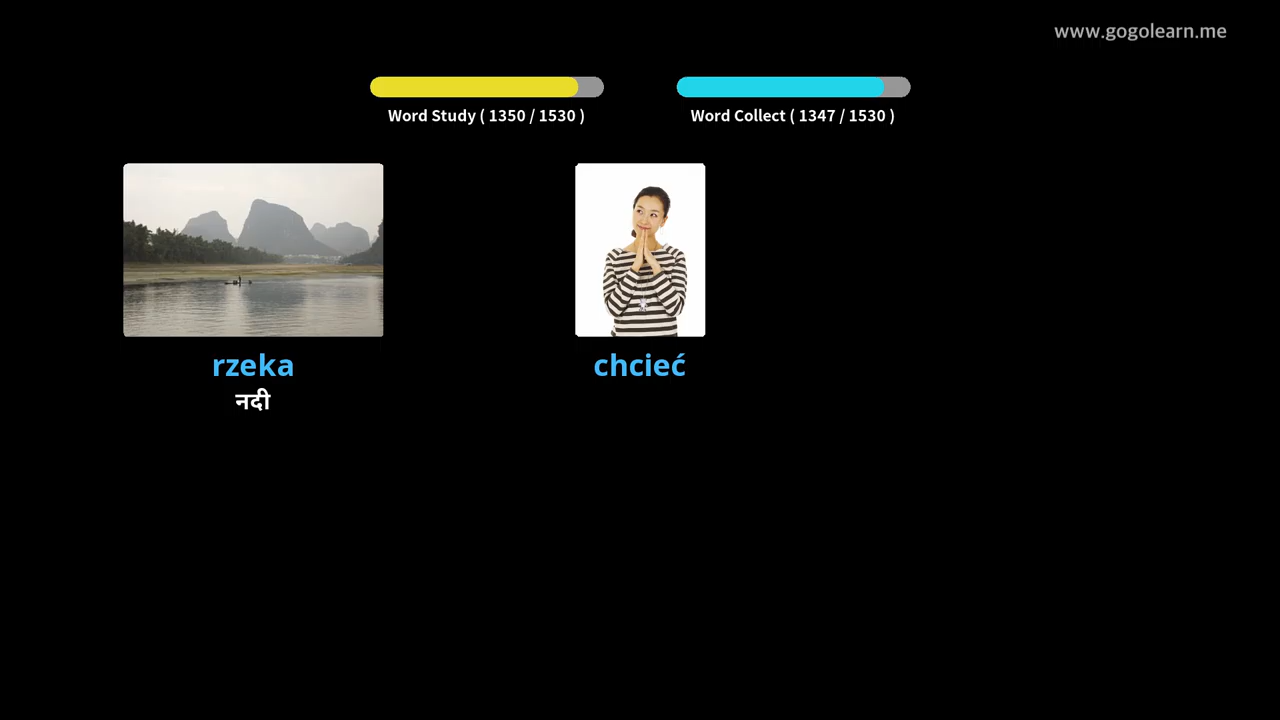 www.gogolearn.me
Word Study ( 1350 / 1530 )
Word Collect ( 1347 / 1530 )
rzeka
नदी
chcieć